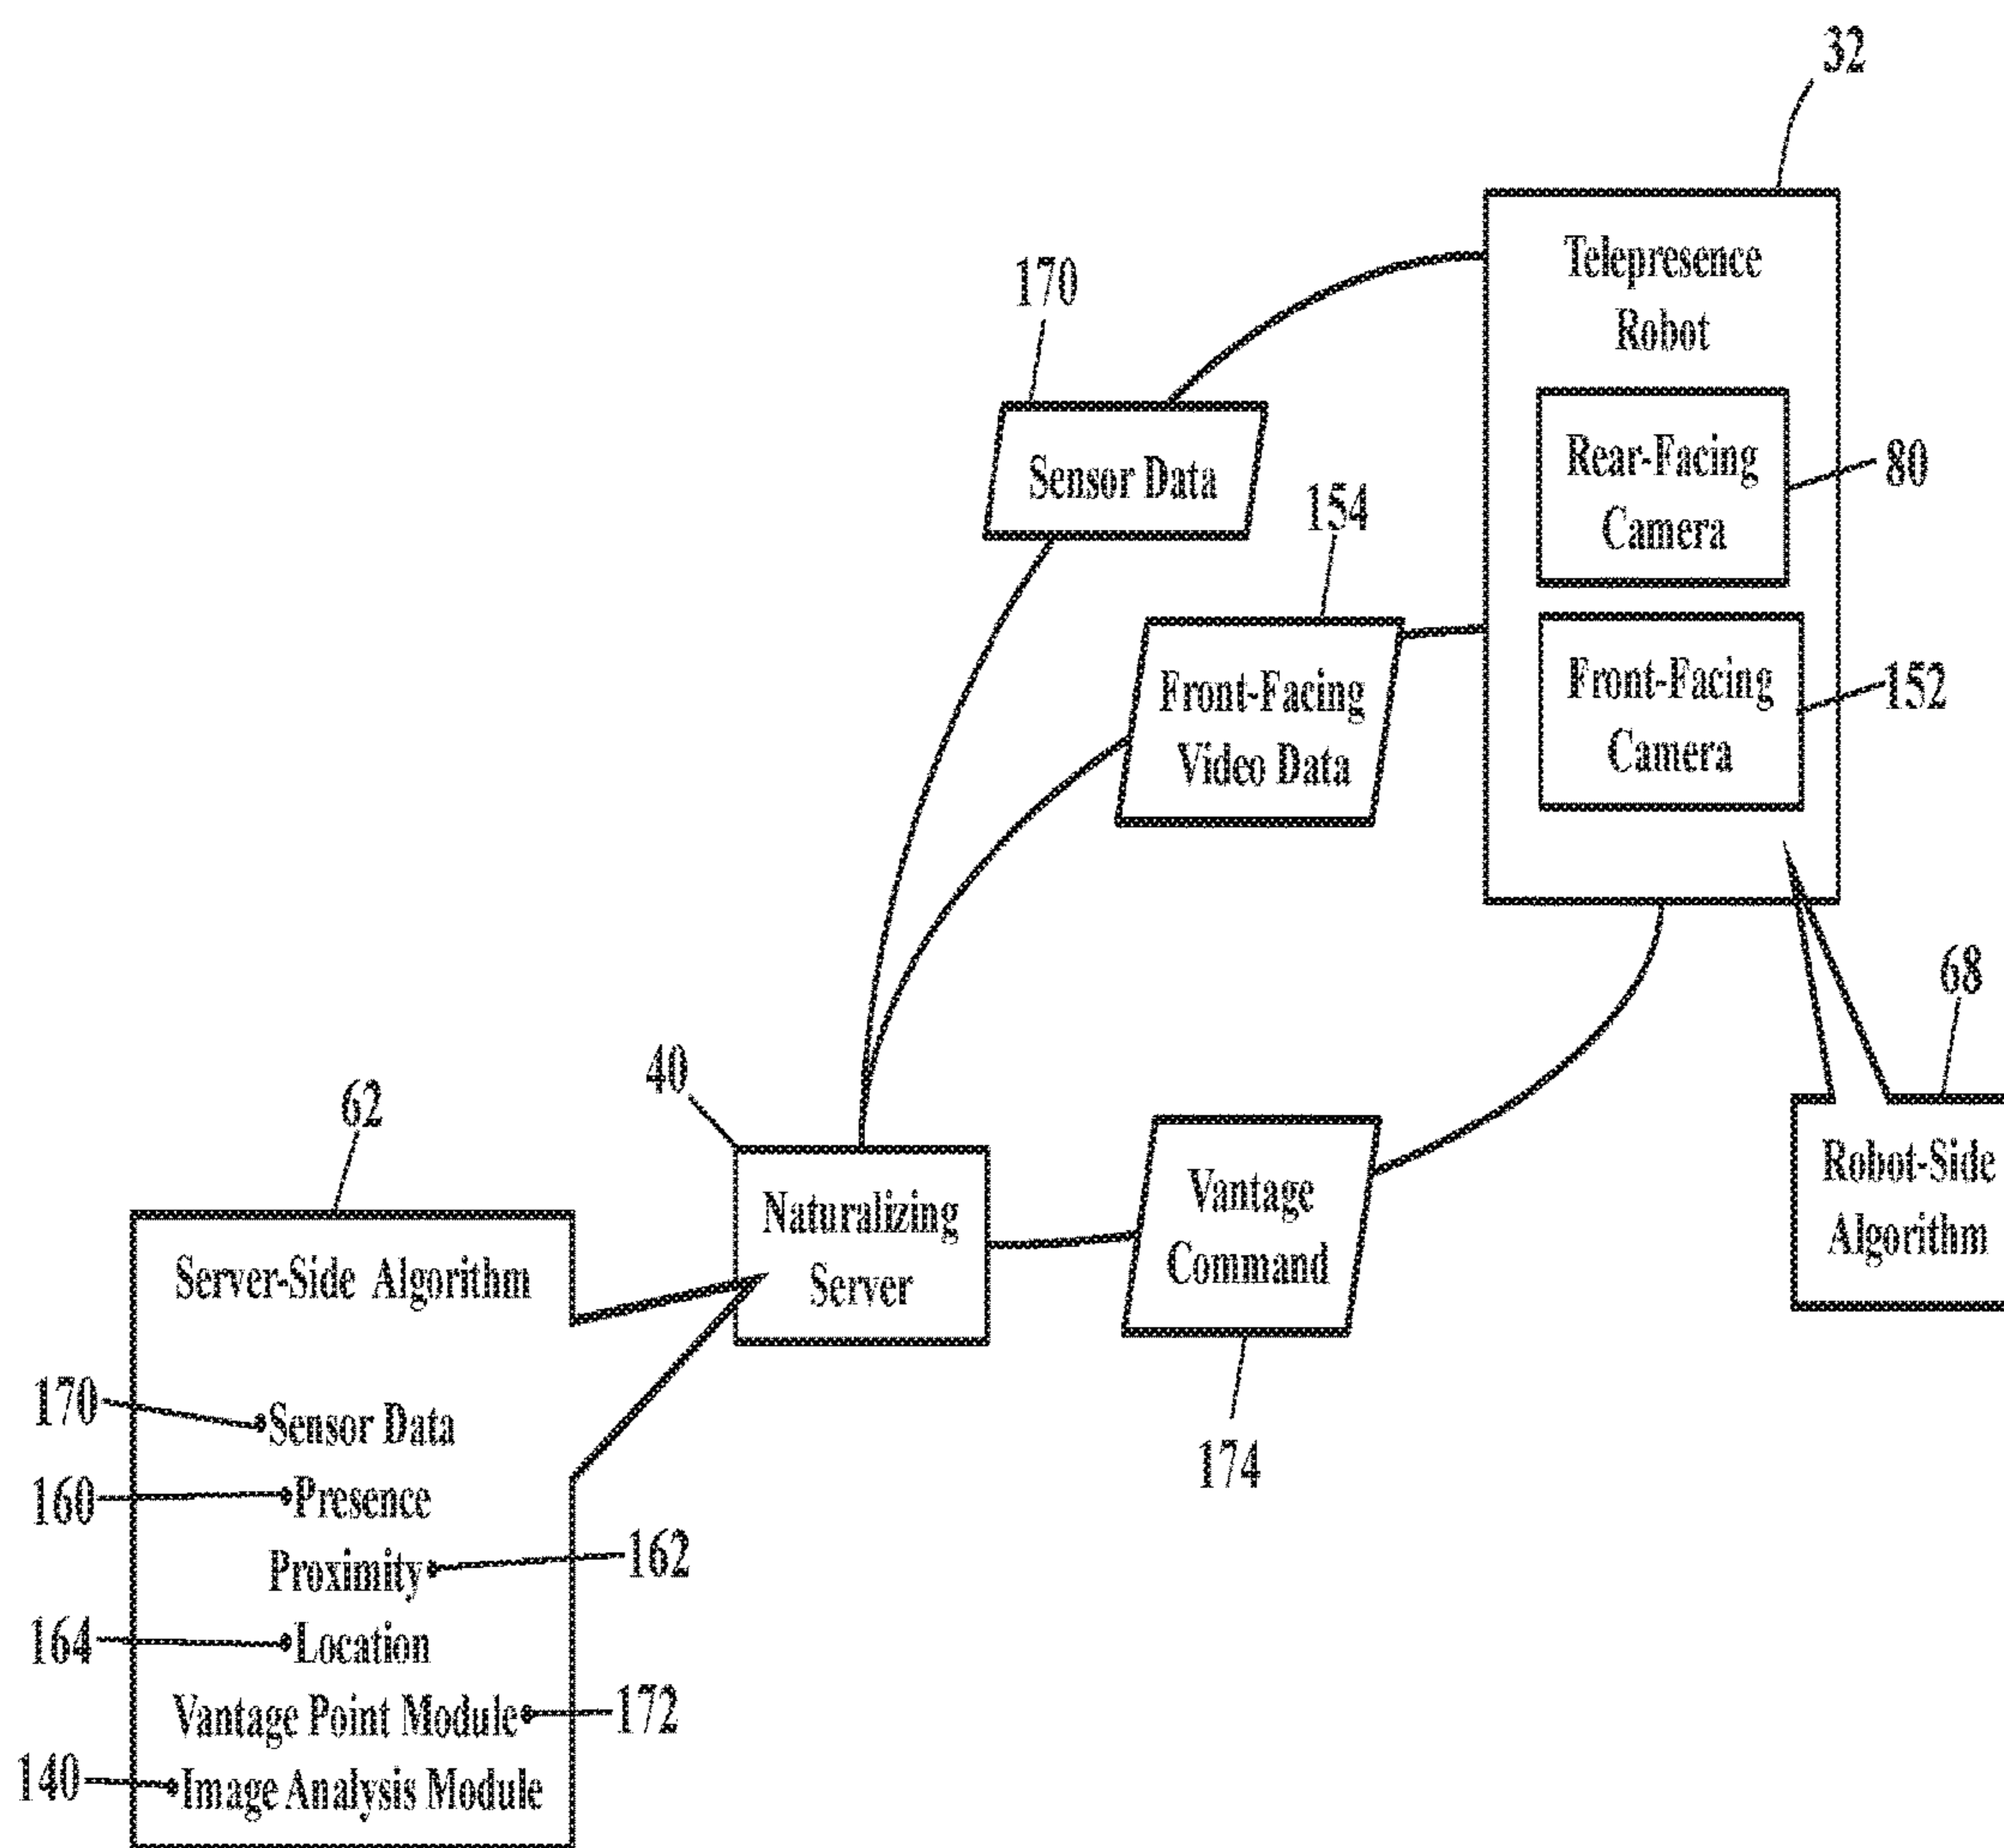 32
Telepresence
Robot
170
Rear-Facing
Camera
80
Sensor Data
154
Front-Facing
Video Data
Front-Facing
Camera
152
68
Robot-Side
Algorithm
40
Naturalizing
Server
Vantage
Command
174
62
Server-Side Algorithm
170
Sensor Data
160
Presence
Proximity
162
164
Location
Vantage Point Module
172
140
Image Analysis Module